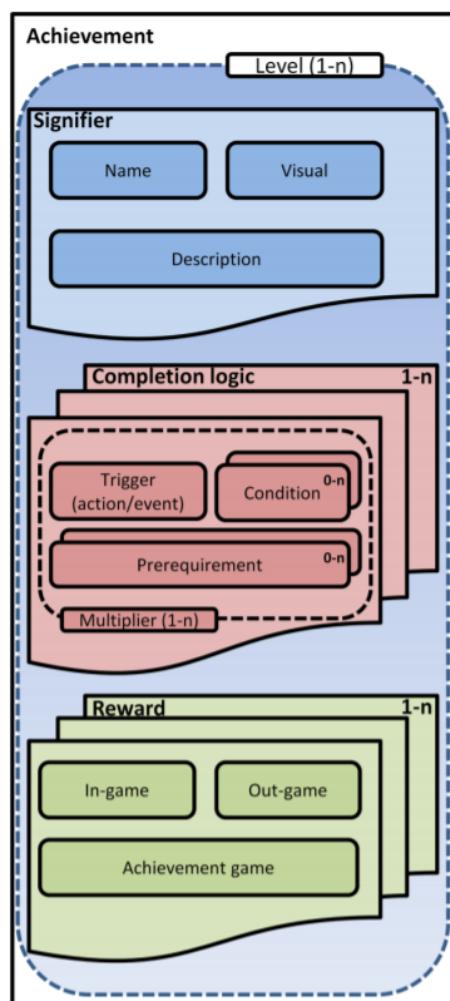 Achievement
Level (1-n)
Signifier
Name
Visual
Description
Completion logic 1-n
Trigger
(action/event)
Condition 0-n
Prerequirement 0-n
Multiplier (1-n)
Reward 1-n
In-game
Out-game
Achievement game